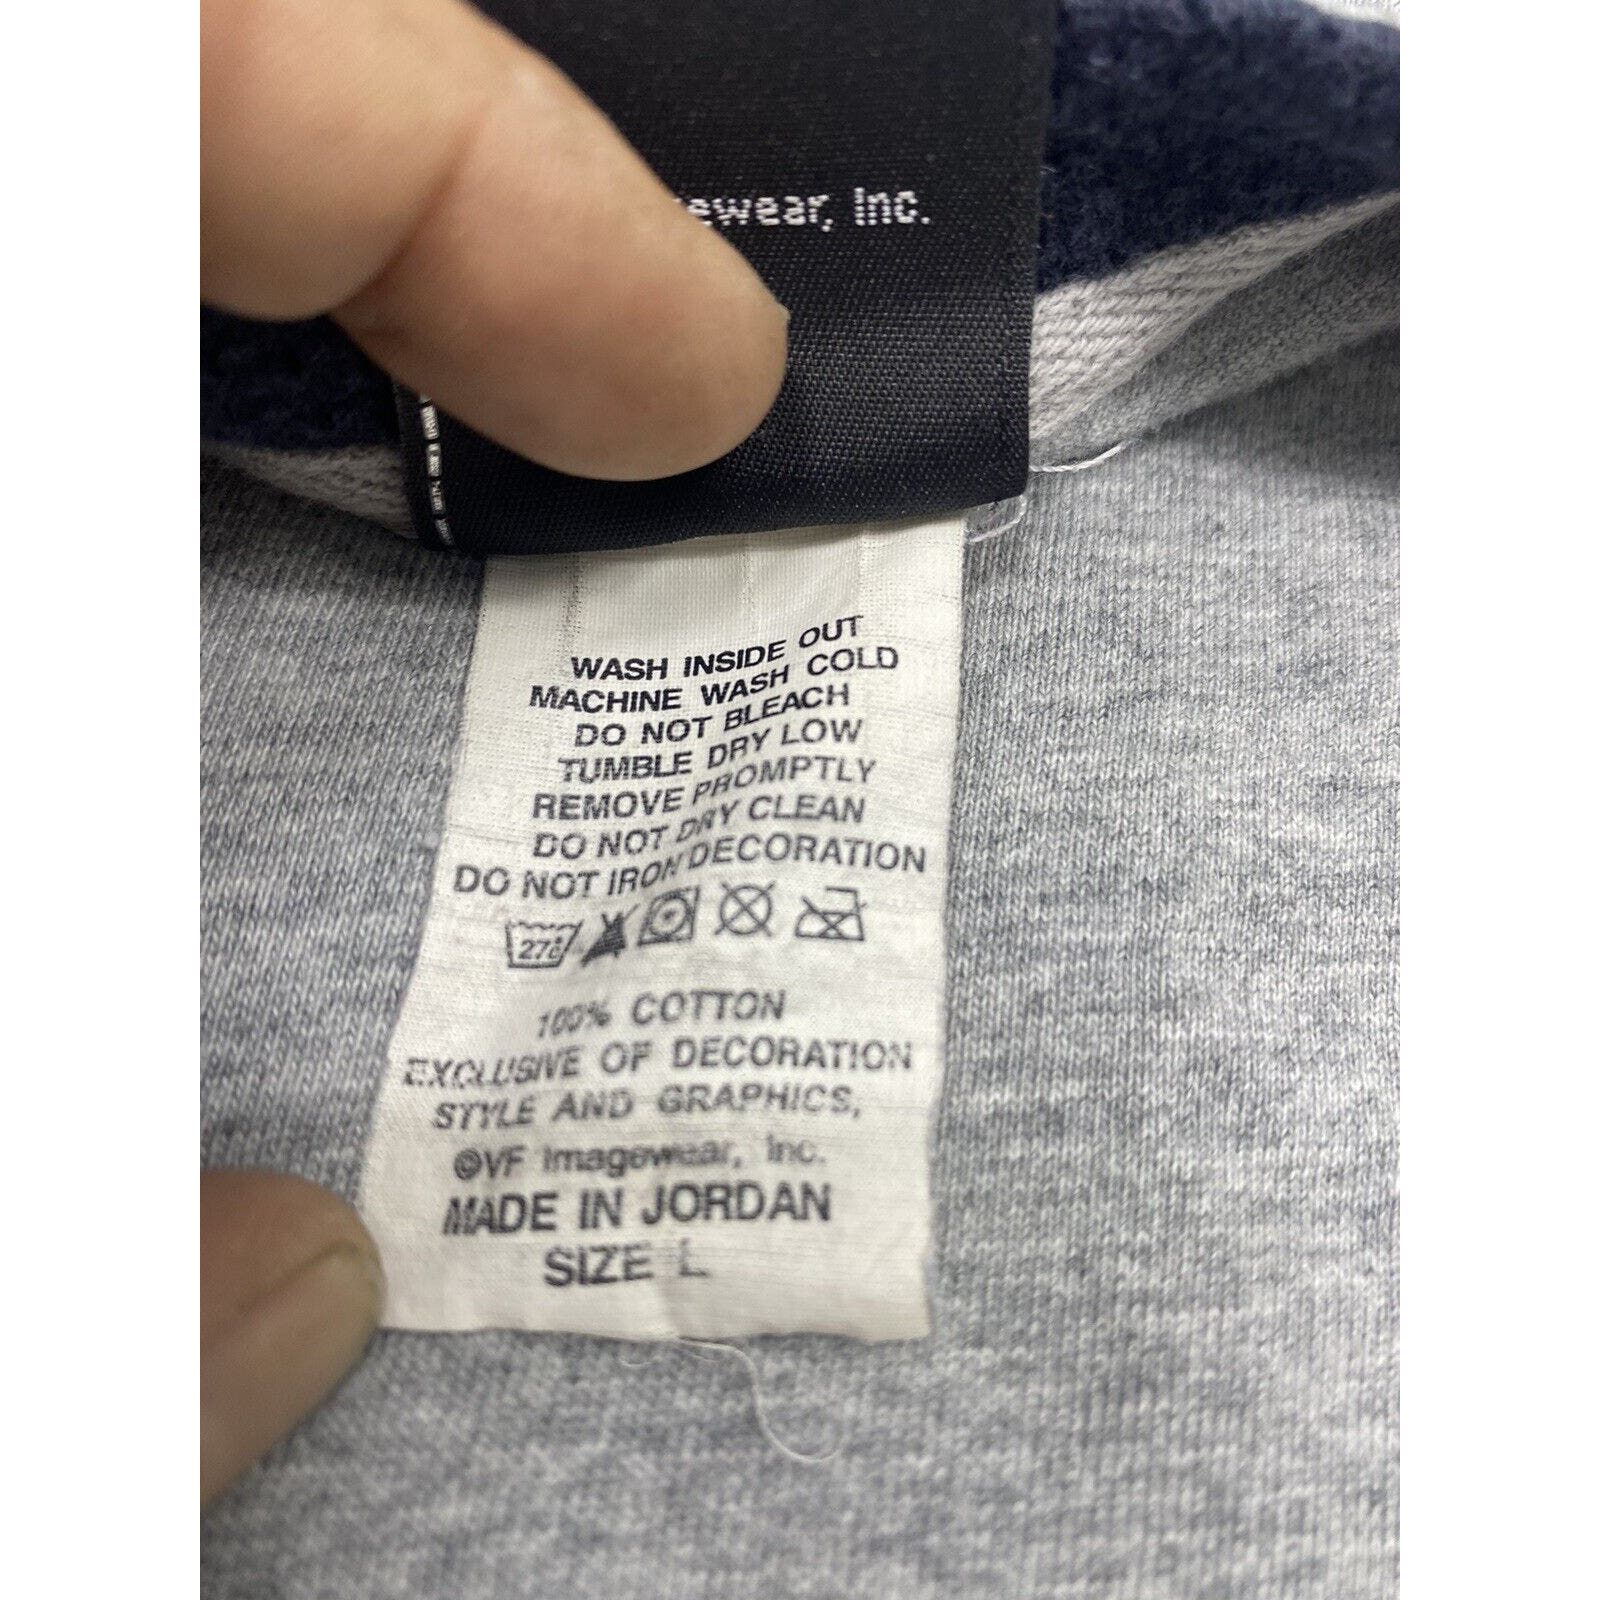 ewear, Inc.
WASH INSIDE OUT
MACHINE WASH COLD
DO NOT BLEACH
TUMBLE DRY LOW
REMOVE PROMPTLY
DO NOT DRY CLEAN
DO NOT IRON DECORATION
27c
100% COTTON
EXCLUSIVE OF DECORATION
STYLE AND GRAPHICS,
©VF Imagewear, Inc.
MADE IN JORDAN
SIZE L